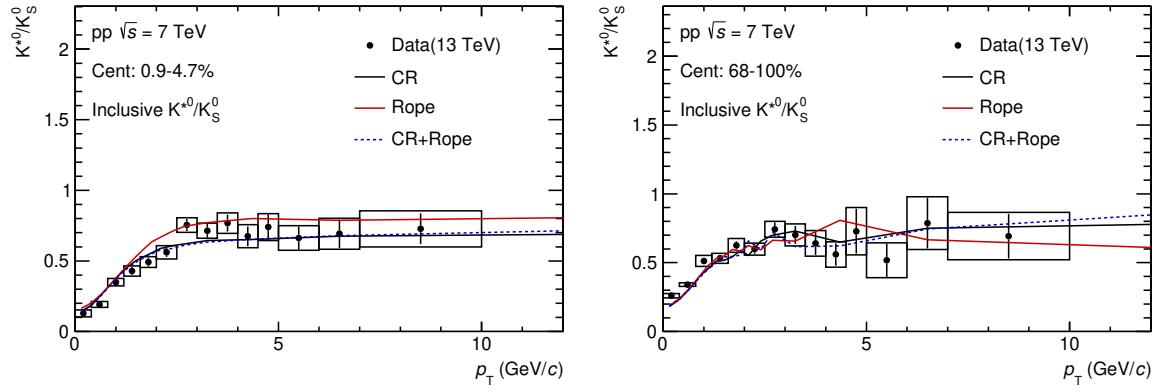 K*0/K0S
2
1.5
1
0.5
0
pp √s = 7 TeV
Cent: 0.9-4.7%
Inclusive K*0/K0S
Data(13 TeV)
CR
Rope
CR+Rope
0 5 10
pT (GeV/c)
K*0/K0S
2
1.5
1
0.5
0
pp √s = 7 TeV
Cent: 68-100%
Inclusive K*0/K0S
Data(13 TeV)
CR
Rope
CR+Rope
0 5 10
pT (GeV/c)